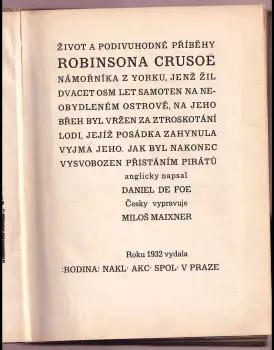 ŽIVOT A PODIVUHODNÉ PŘÍBĚHY
ROBINSONA CRUSOE
NÁMOŘNÍKA Z YORKU, JENŽ ŽIL
DVACET OSM LET SAMOTEN NA NE-
OBYDLENÉM OSTROVĚ, NA JEHO
BŘEH BYL VRŽEN ZA ZTROSKOTÁNÍ
LODI, JEJÍŽ POSÁDKA ZAHYNULA
VYJMA JEHO. JAK BYL NAKONEC
VYSVOBOZEN PŘISTÁNÍM PIRÁTŮ
anglicky napsal
DANIEL DE FOE
Česky vypravuje
MILOŠ MAIXNER
Roku 1932 vydala
:RODINA: NAKL· AKC· SPOL· V PRAZE